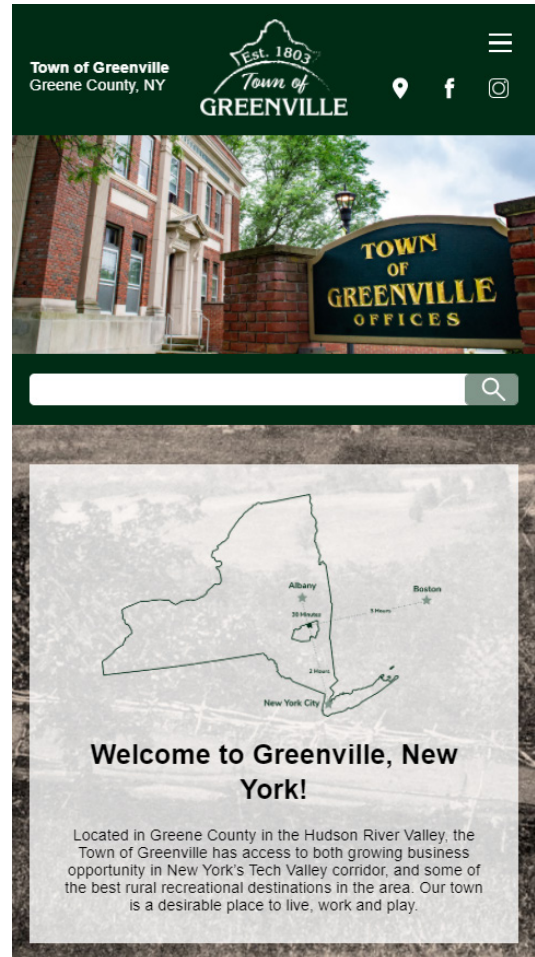 Town of Greenville
Greene County, NY
Est. 1803
Town of
GREENVILLE
TOWN
OF
GREENVILLE
OFFICES
Albany
Boston
30 Minutes
3 Hours
2 Hours
New York City
Welcome to Greenville, New
York!
Located in Greene County in the Hudson River Valley, the
Town of Greenville has access to both growing business
opportunity in New York's Tech Valley corridor, and some of
the best rural recreational destinations in the area. Our town
is a desirable place to live, work and play.